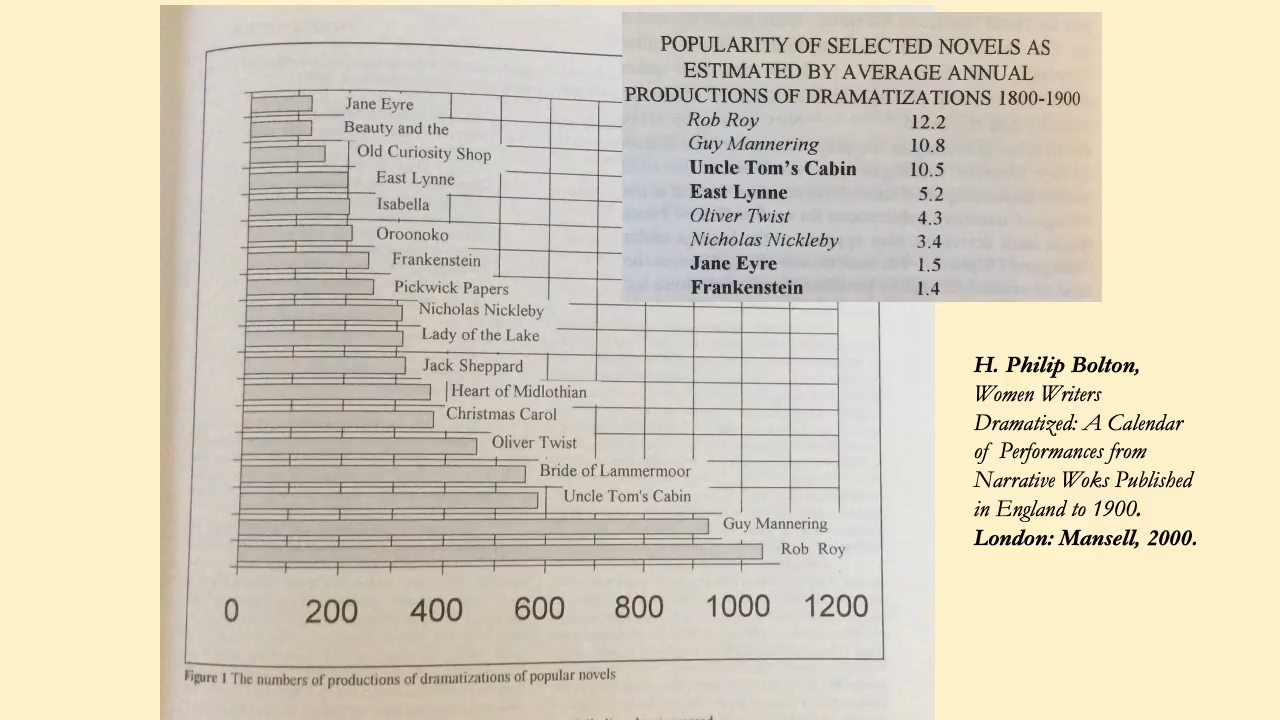 POPULARITY OF SELECTED NOVELS AS
ESTIMATED BY AVERAGE ANNUAL
PRODUCTIONS OF DRAMATIZATIONS 1800-1900
Rob Roy 12.2
Guy Mannering 10.8
Uncle Tom's Cabin 10.5
East Lynne 5.2
Oliver Twist 4.3
Nicholas Nickleby 3.4
Jane Eyre 1.5
Frankenstein 1.4
Jane Eyre
Beauty and the
Old Curiosity Shop
East Lynne
Isabella
Oroonoko
Frankenstein
Pickwick Papers
Nicholas Nickleby
Lady of the Lake
Jack Sheppard
Heart of Midlothian
Christmas Carol
Oliver Twist
Bride of Lammermoor
Uncle Tom's Cabin
Guy Mannering
Rob Roy
0 200 400 600 800 1000 1200
Figure 1 The numbers of productions of dramatizations of popular novels
H. Philip Bolton,
Women Writers
Dramatized: A Calendar
of Performances from
Narrative Woks Published
in England to 1900.
London: Mansell, 2000.